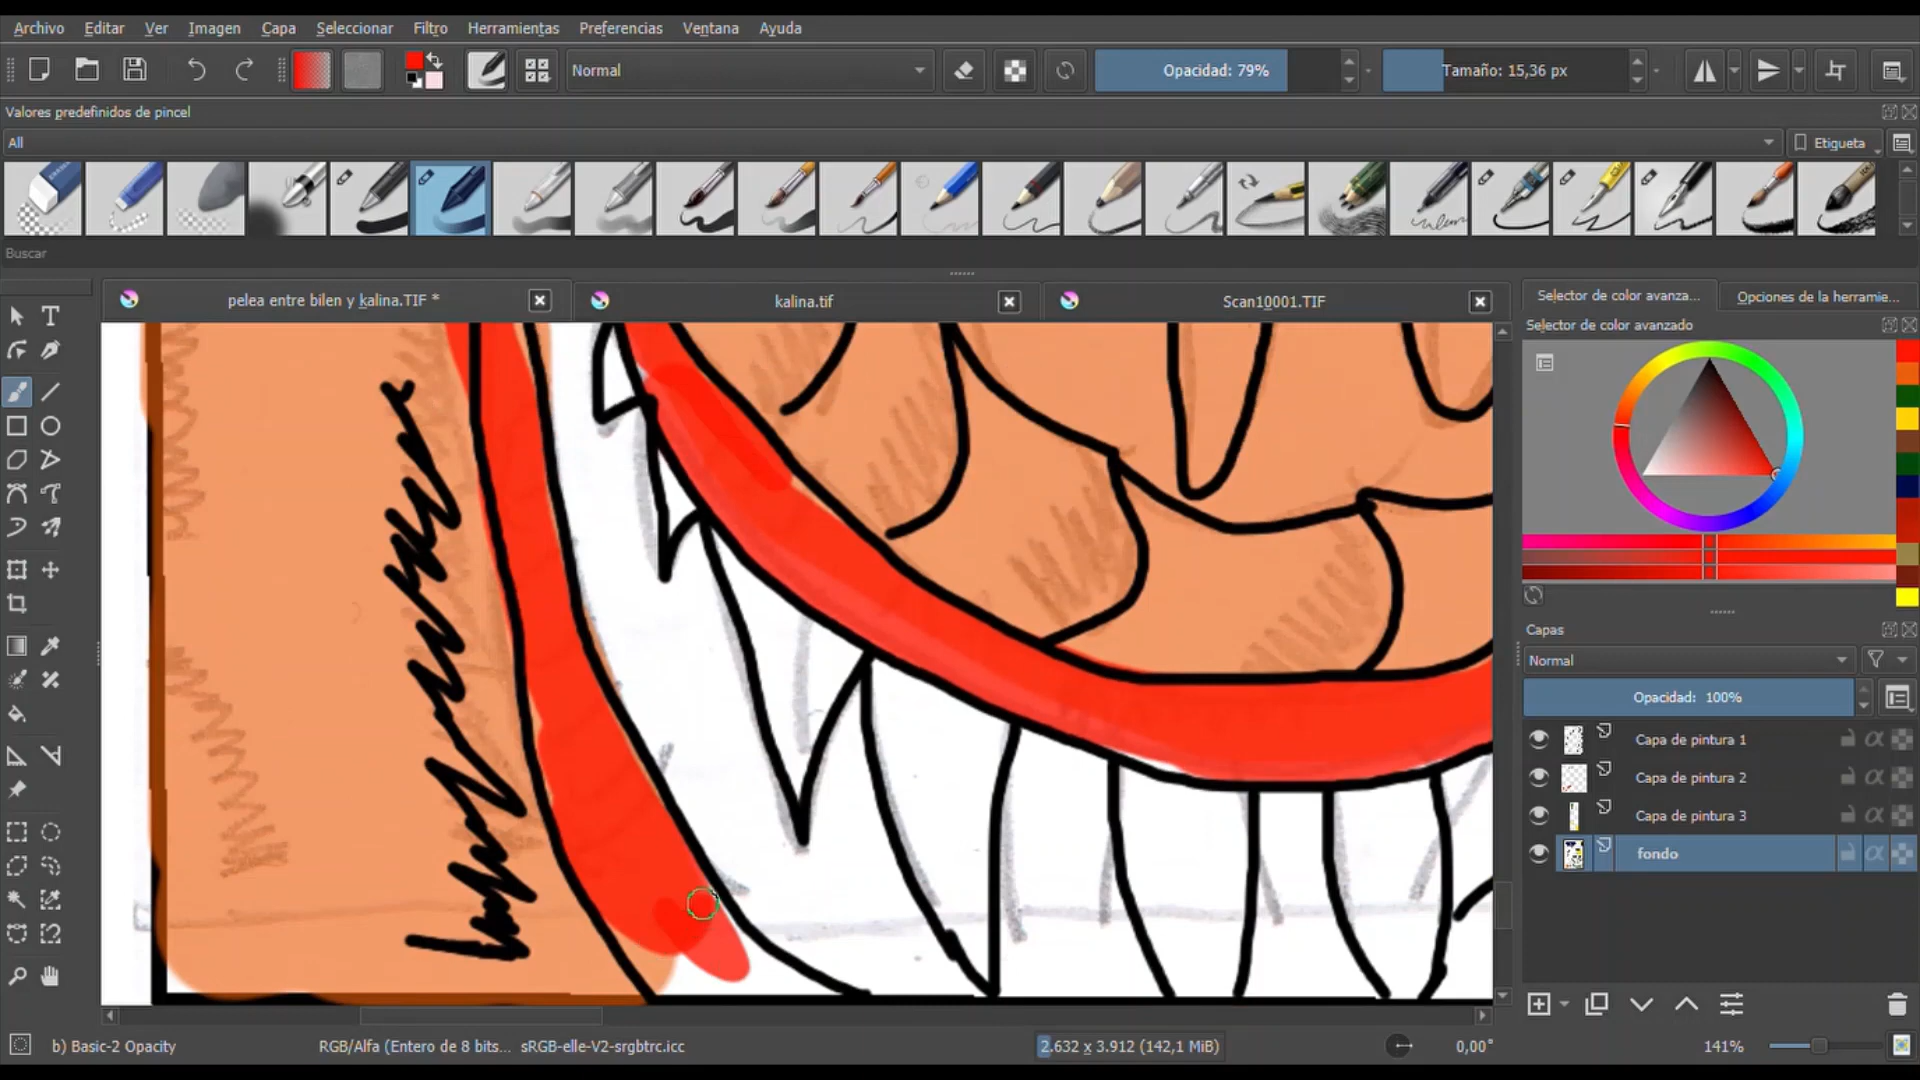 Archivo Editar Ver Imagen Capa Seleccionar Filtro Herramientas Preferencias Ventana Ayuda
Normal Opacidad: 79% Tamaño: 15,36 px
Valores predefinidos de pincel
All Etiqueta
Buscar
pelea entre bilen y kalina.TIF * kalina.tif Scan10001.TIF
Selector de color avanza... Opciones de la herramie...
Selector de color avanzado
Capas
Normal
Opacidad: 100%
Capa de pintura 1
Capa de pintura 2
Capa de pintura 3
fondo
b) Basic-2 Opacity RGB/Alfa (Entero de 8 bits... sRGB-elle-V2-srgbtrc.icc 2.632 x 3.912 (142,1 MiB) 0,00° 141%